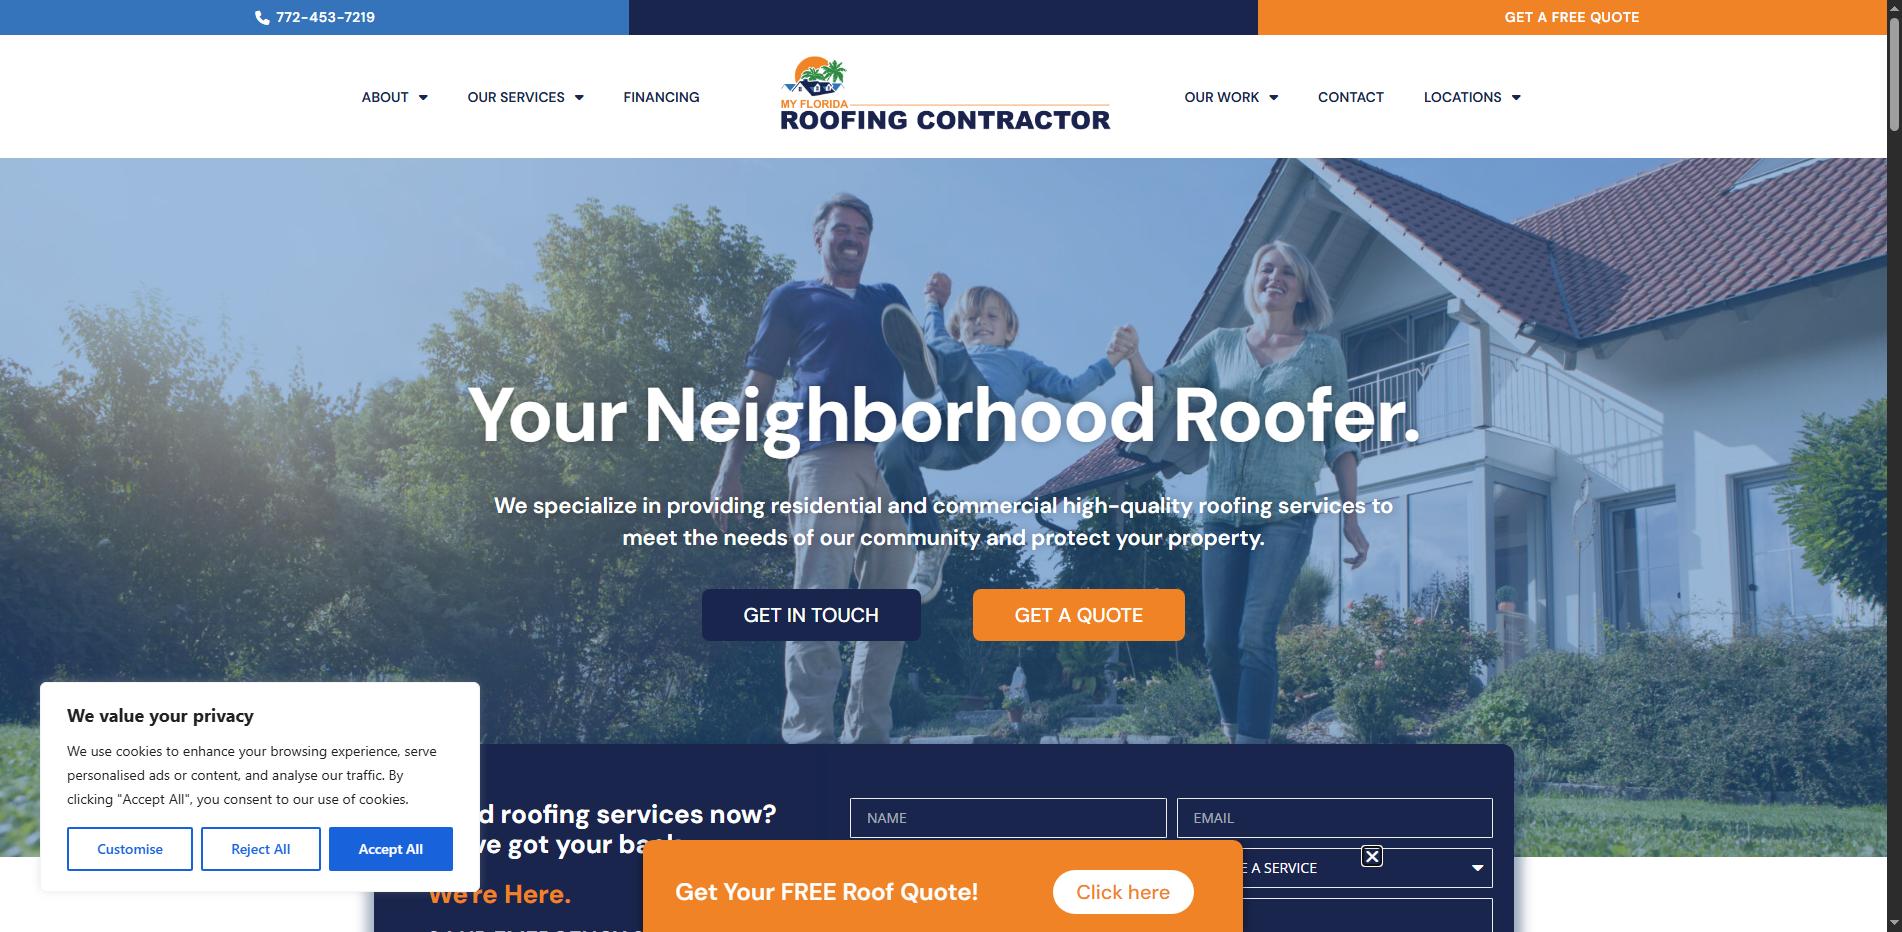 772-453-7219
GET A FREE QUOTE
ABOUT
OUR SERVICES
FINANCING
MY FLORIDA
ROOFING CONTRACTOR
OUR WORK
CONTACT
LOCATIONS
Your Neighborhood Roofer.
We specialize in providing residential and commercial high-quality roofing services to
meet the needs of our community and protect your property.
GET IN TOUCH
GET A QUOTE
We value your privacy
We use cookies to enhance your browsing experience, serve
personalised ads or content, and analyse our traffic. By
clicking "Accept All", you consent to our use of cookies.
Customise
Reject All
Accept All
roofing services now?
got your
We're Here.
NAME
EMAIL
A SERVICE
Get Your FREE Roof Quote!
Click here